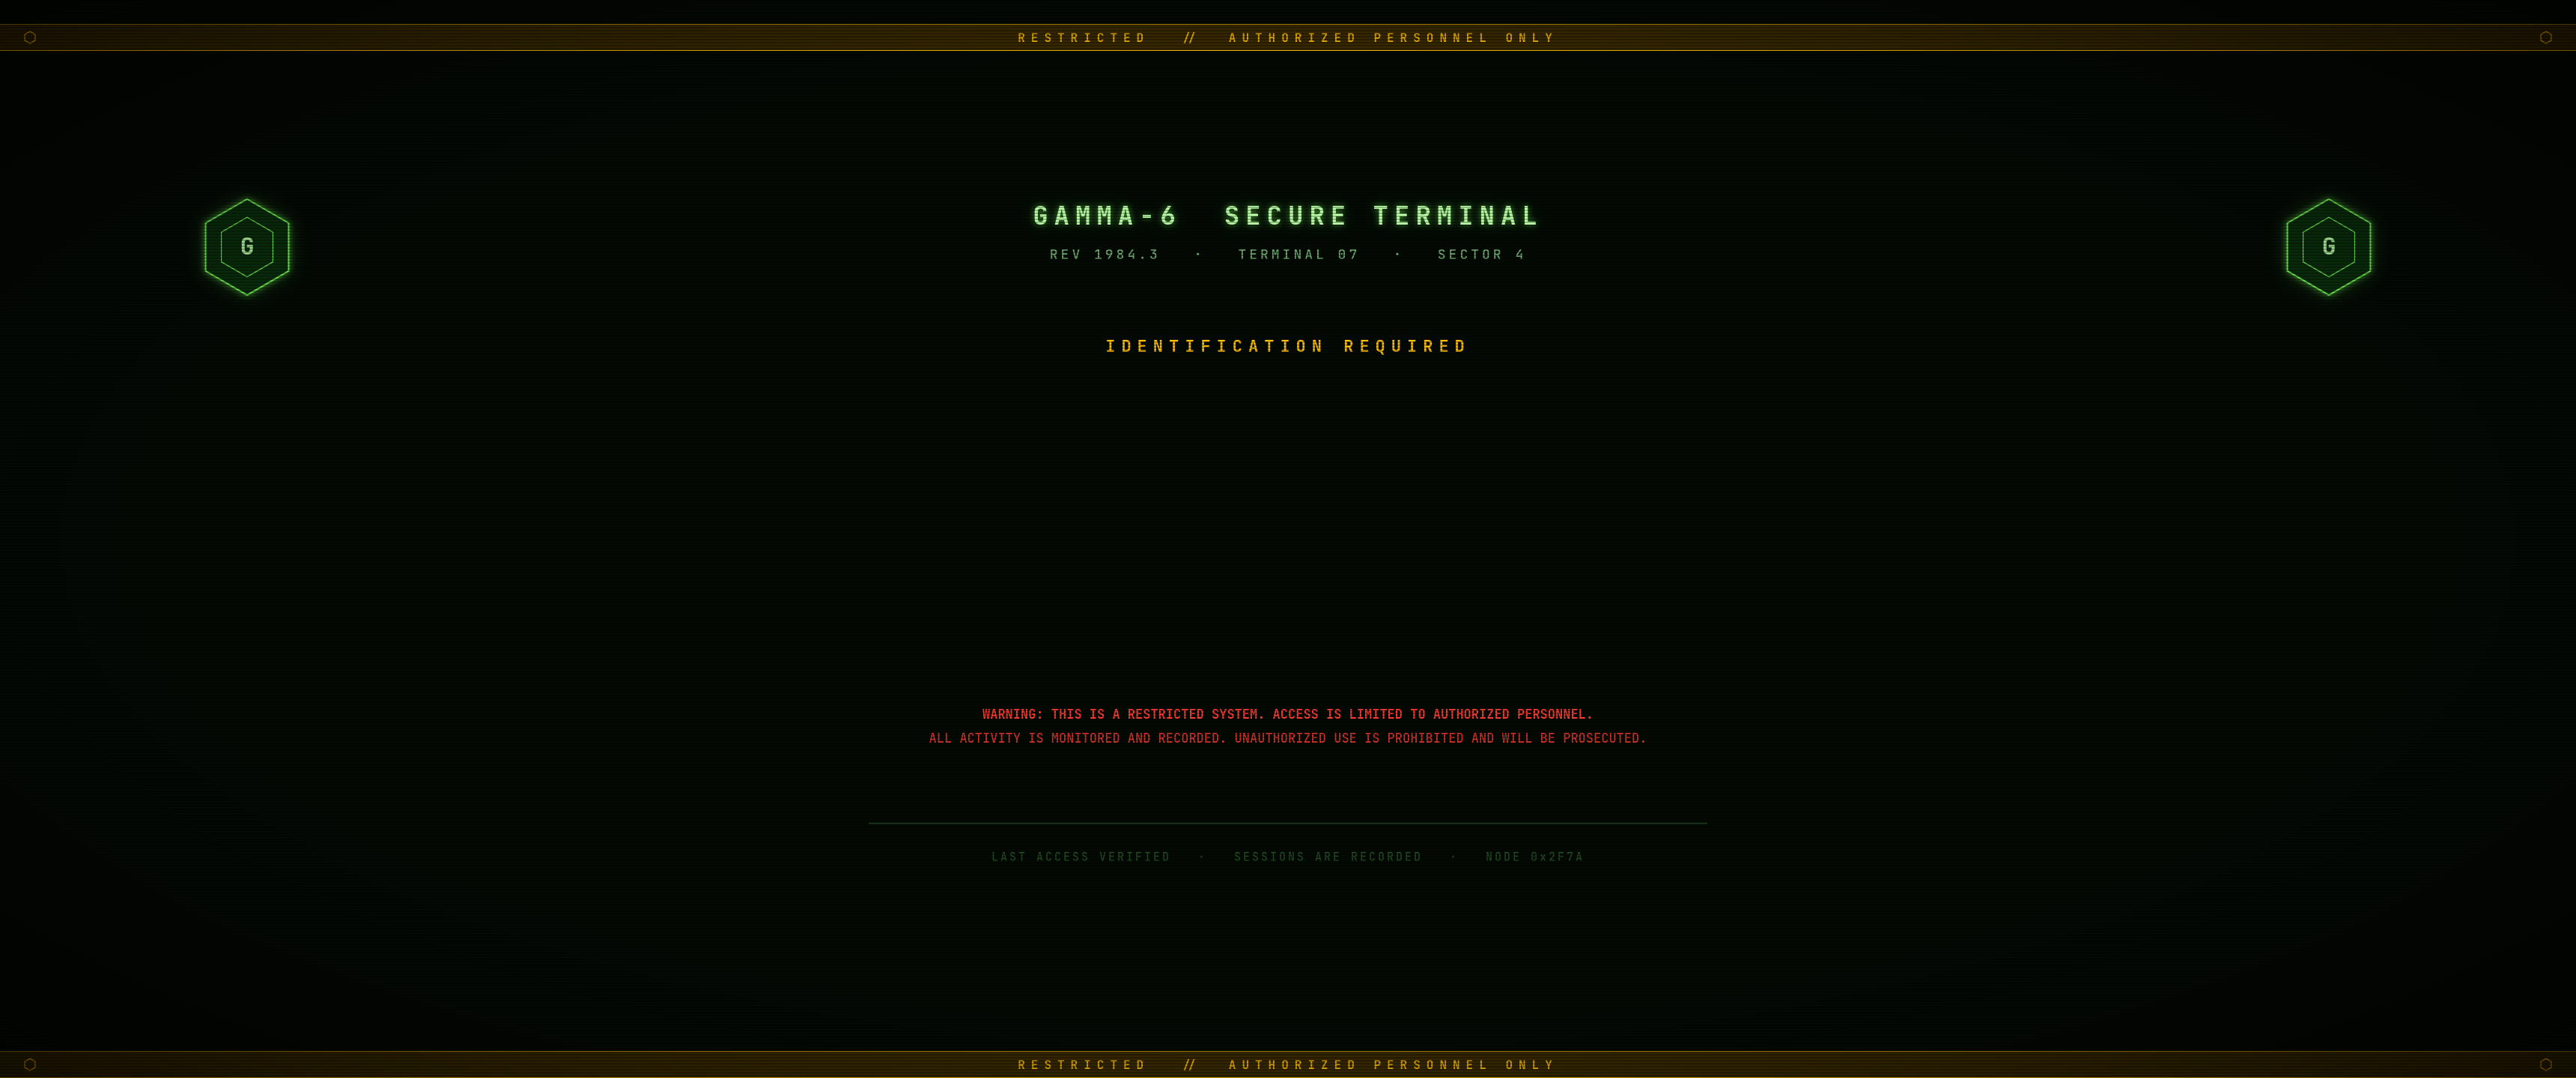 RESTRICTED // AUTHORIZED PERSONNEL ONLY
GAMMA-6 SECURE TERMINAL
REV 1984.3 · TERMINAL 07 · SECTOR 4
G
G
IDENTIFICATION REQUIRED
WARNING: THIS IS A RESTRICTED SYSTEM. ACCESS IS LIMITED TO AUTHORIZED PERSONNEL.
ALL ACTIVITY IS MONITORED AND RECORDED. UNAUTHORIZED USE IS PROHIBITED AND WILL BE PROSECUTED.
LAST ACCESS VERIFIED · SESSIONS ARE RECORDED · NODE 0x2F7A
RESTRICTED // AUTHORIZED PERSONNEL ONLY